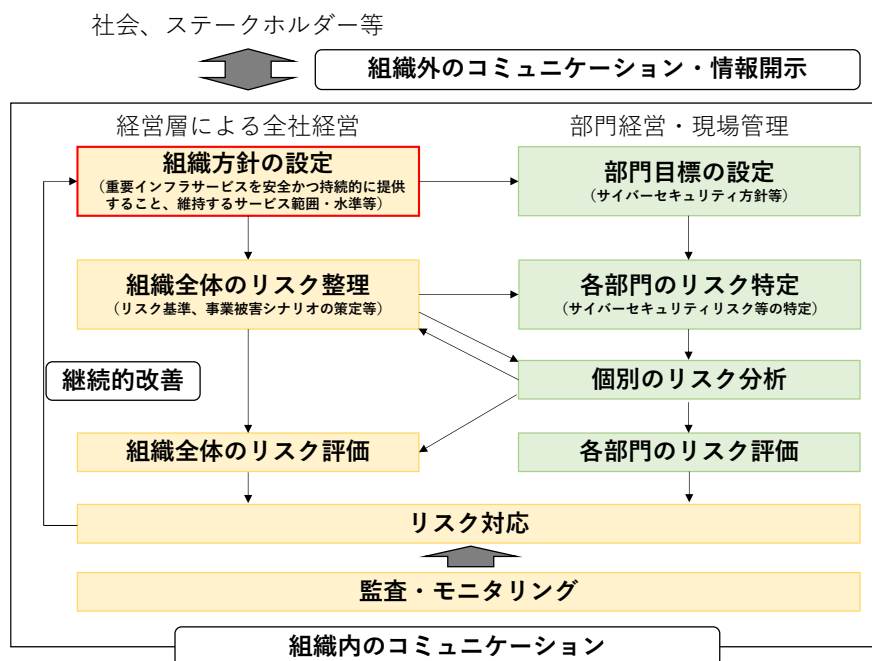 社会、ステークホルダー等
組織外のコミュニケーション・情報開示
経営層による全社経営
部門経営・現場管理
組織方針の設定
（重要インフラサービスを安全かつ持続的に提供
すること、維持するサービス範囲・水準等）
部門目標の設定
（サイバーセキュリティ方針等）
組織全体のリスク整理
（リスク基準、事業被害シナリオの策定等）
各部門のリスク特定
（サイバーセキュリティリスク等の特定）
継続的改善
個別のリスク分析
組織全体のリスク評価
各部門のリスク評価
リスク対応
監査・モニタリング
組織内のコミュニケーション